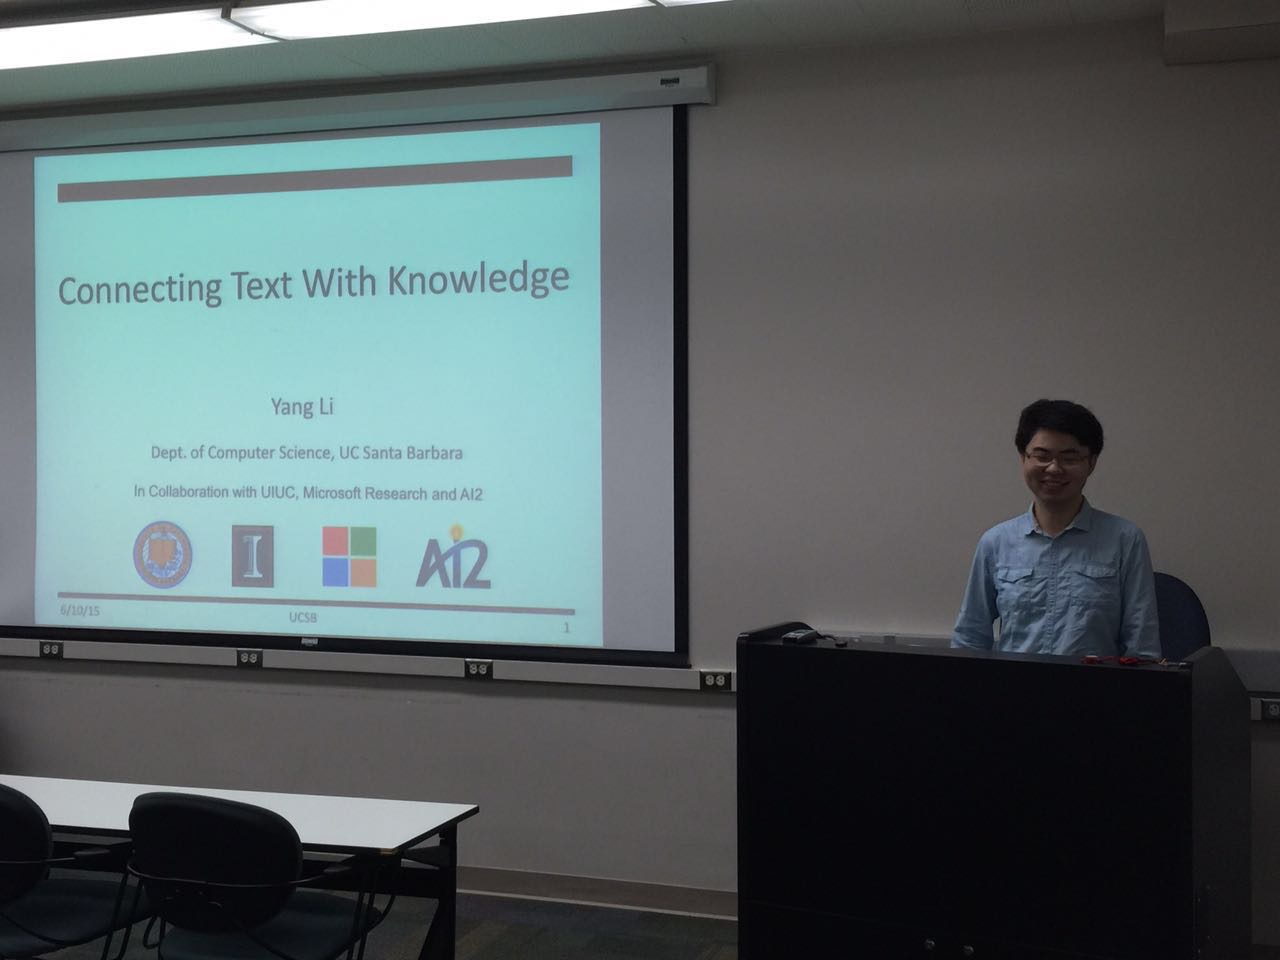 Connecting Text With Knowledge
Yang Li
Dept. of Computer Science, UC Santa Barbara
In Collaboration with UIUC, Microsoft Research and AI2
I
AI2
6/10/15
UCSB
1